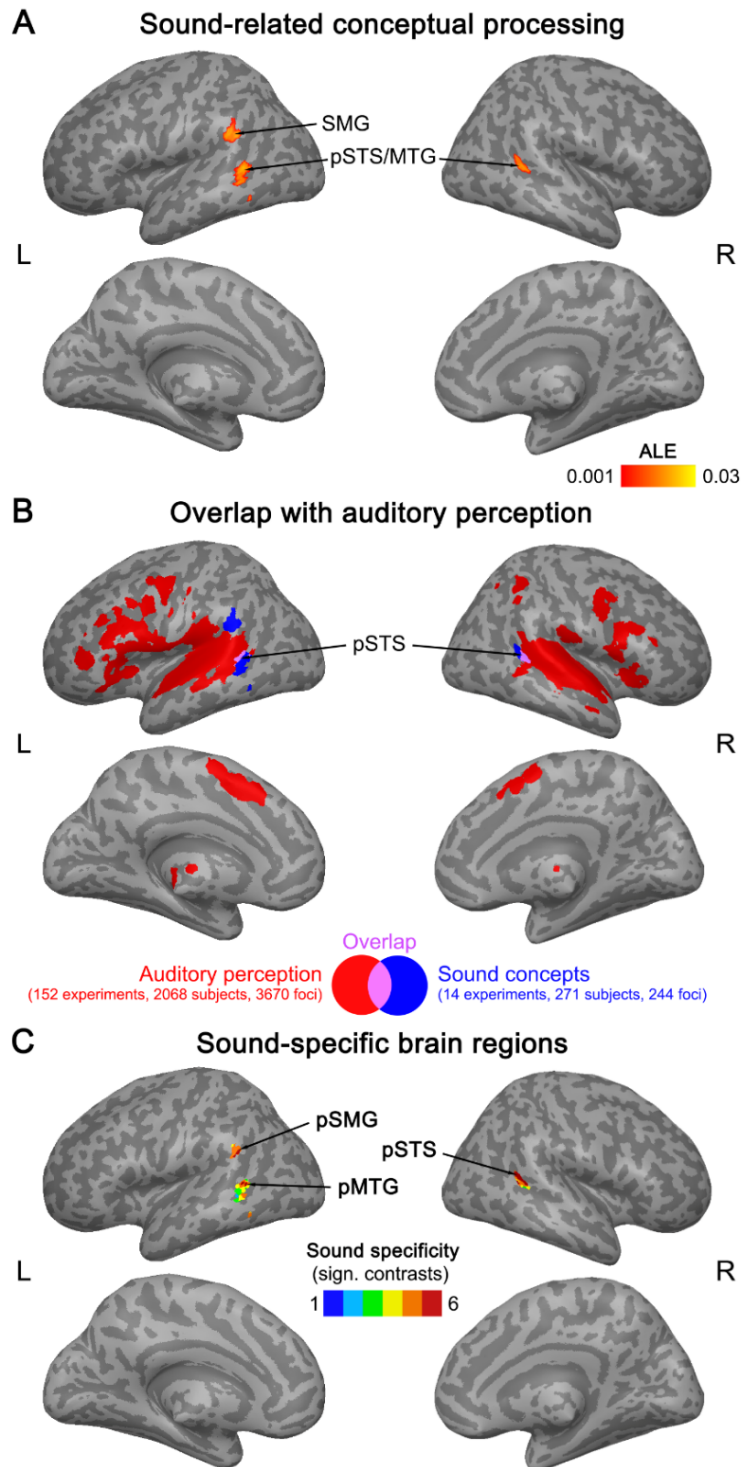 A Sound-related conceptual processing
SMG
pSTS/MTG
L R
ALE
0.001 0.03
B Overlap with auditory perception
pSTS
L R
Overlap
Auditory perception Sound concepts
(152 experiments, 2068 subjects, 3670 foci) (14 experiments, 271 subjects, 244 foci)
C Sound-specific brain regions
pSMG
pSTS
pMTG
Sound specificity
L R
(sign. contrasts)
1 6